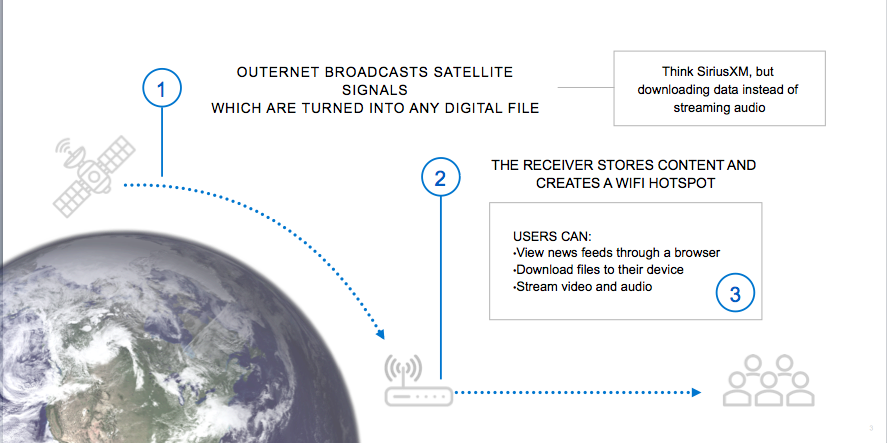 1
OUTERNET BROADCASTS SATELLITE
SIGNALS
WHICH ARE TURNED INTO ANY DIGITAL FILE
Think SiriusXM, but
downloading data instead of
streaming audio
2
THE RECEIVER STORES CONTENT AND
CREATES A WIFI HOTSPOT
USERS CAN:
•View news feeds through a browser
•Download files to their device
•Stream video and audio
3
3